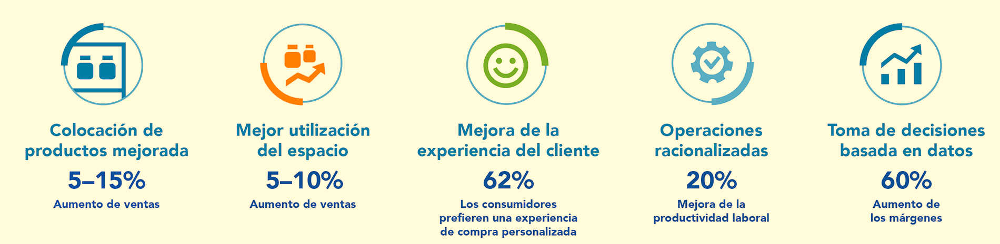 Colocación de
productos mejorada
5–15%
Aumento de ventas
Mejor utilización
del espacio
5–10%
Aumento de ventas
Mejora de la
experiencia del cliente
62%
Los consumidores
prefieren una experiencia
de compra personalizada
Operaciones
racionalizadas
20%
Mejora de la
productividad laboral
Toma de decisiones
basada en datos
60%
Aumento de
los márgenes